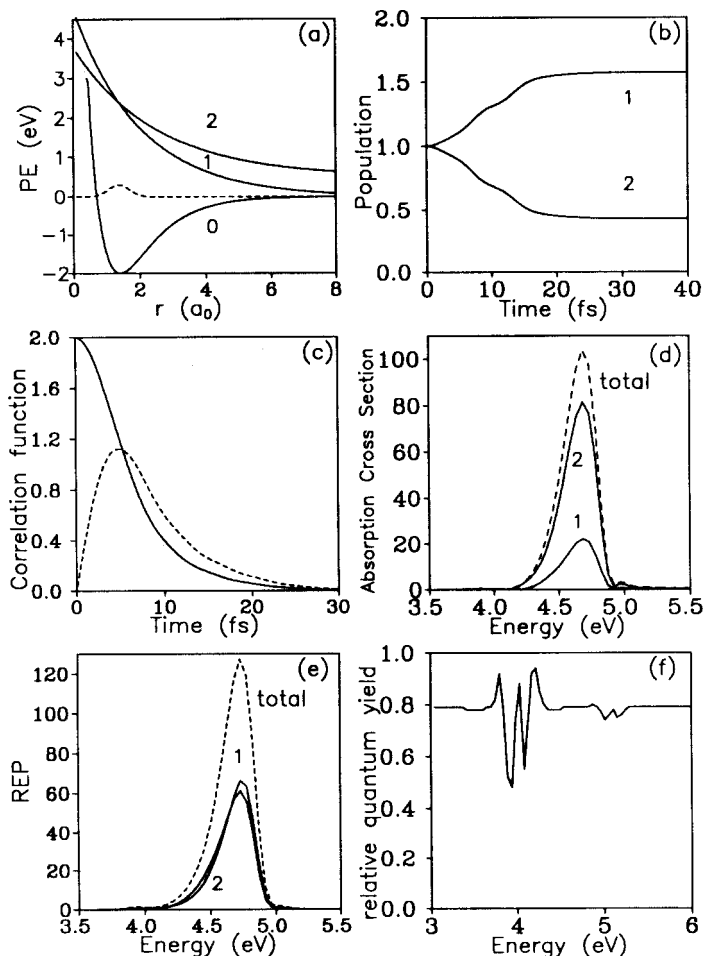 (a)
4
3
2
1
0
−1
−2
PE (eV)
2
1
0
0 2 4 6 8
r (a₀)
(b)
2.0
1.5
1.0
0.5
0.0
Population
1
2
0 10 20 30 40
Time (fs)
(c)
2.0
1.6
1.2
0.8
0.4
0.0
Correlation function
0 10 20 30
Time (fs)
(d)
100
80
60
40
20
0
Absorption Cross Section
total
2
1
3.5 4.0 4.5 5.0 5.5
Energy (eV)
(e)
120
100
80
60
40
20
0
REP
total
1
2
3.5 4.0 4.5 5.0 5.5
Energy (eV)
(f)
1.0
0.8
0.6
0.4
0.2
0.0
relative quantum yield
3 4 5 6
Energy (eV)